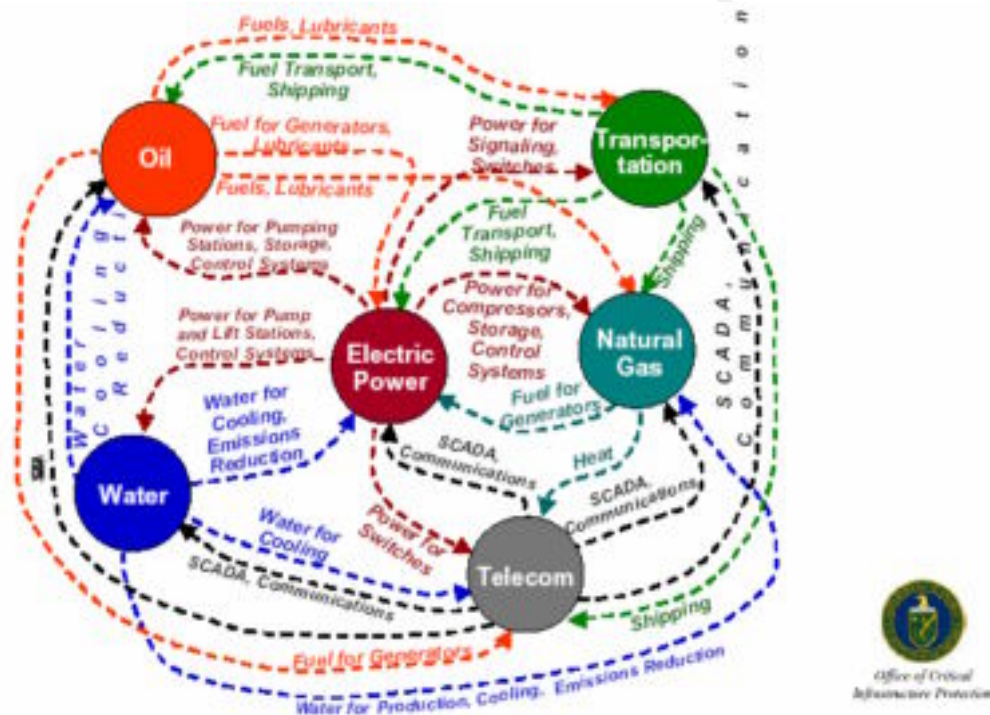 Fuels, Lubricants
Fuel Transport,
Shipping
Oil
Fuel for Generators,
Lubricants
Fuels, Lubricants
Power for
Signaling,
Switches
Transpor-
tation
Power for Pumping
Stations, Storage,
Control Systems
Fuel
Transport,
Shipping
Shipping
Power for Pump
and Lift Stations,
Control Systems
Electric
Power
Power for
Compressors,
Storage,
Control
Systems
Natural
Gas
SCADA,
Communication
Water for
Cooling,
Emissions
Reduction
Fuel for
Generators
Water
SCADA,
Communications
Heat
SCADA,
Communications
Water for
Cooling
Power for
Switches
Telecom
SCADA, Communications
Shipping
Fuel for Generators
Water for Production, Cooling, Emissions Reduction
Office of Critical
Infrastructure Protection